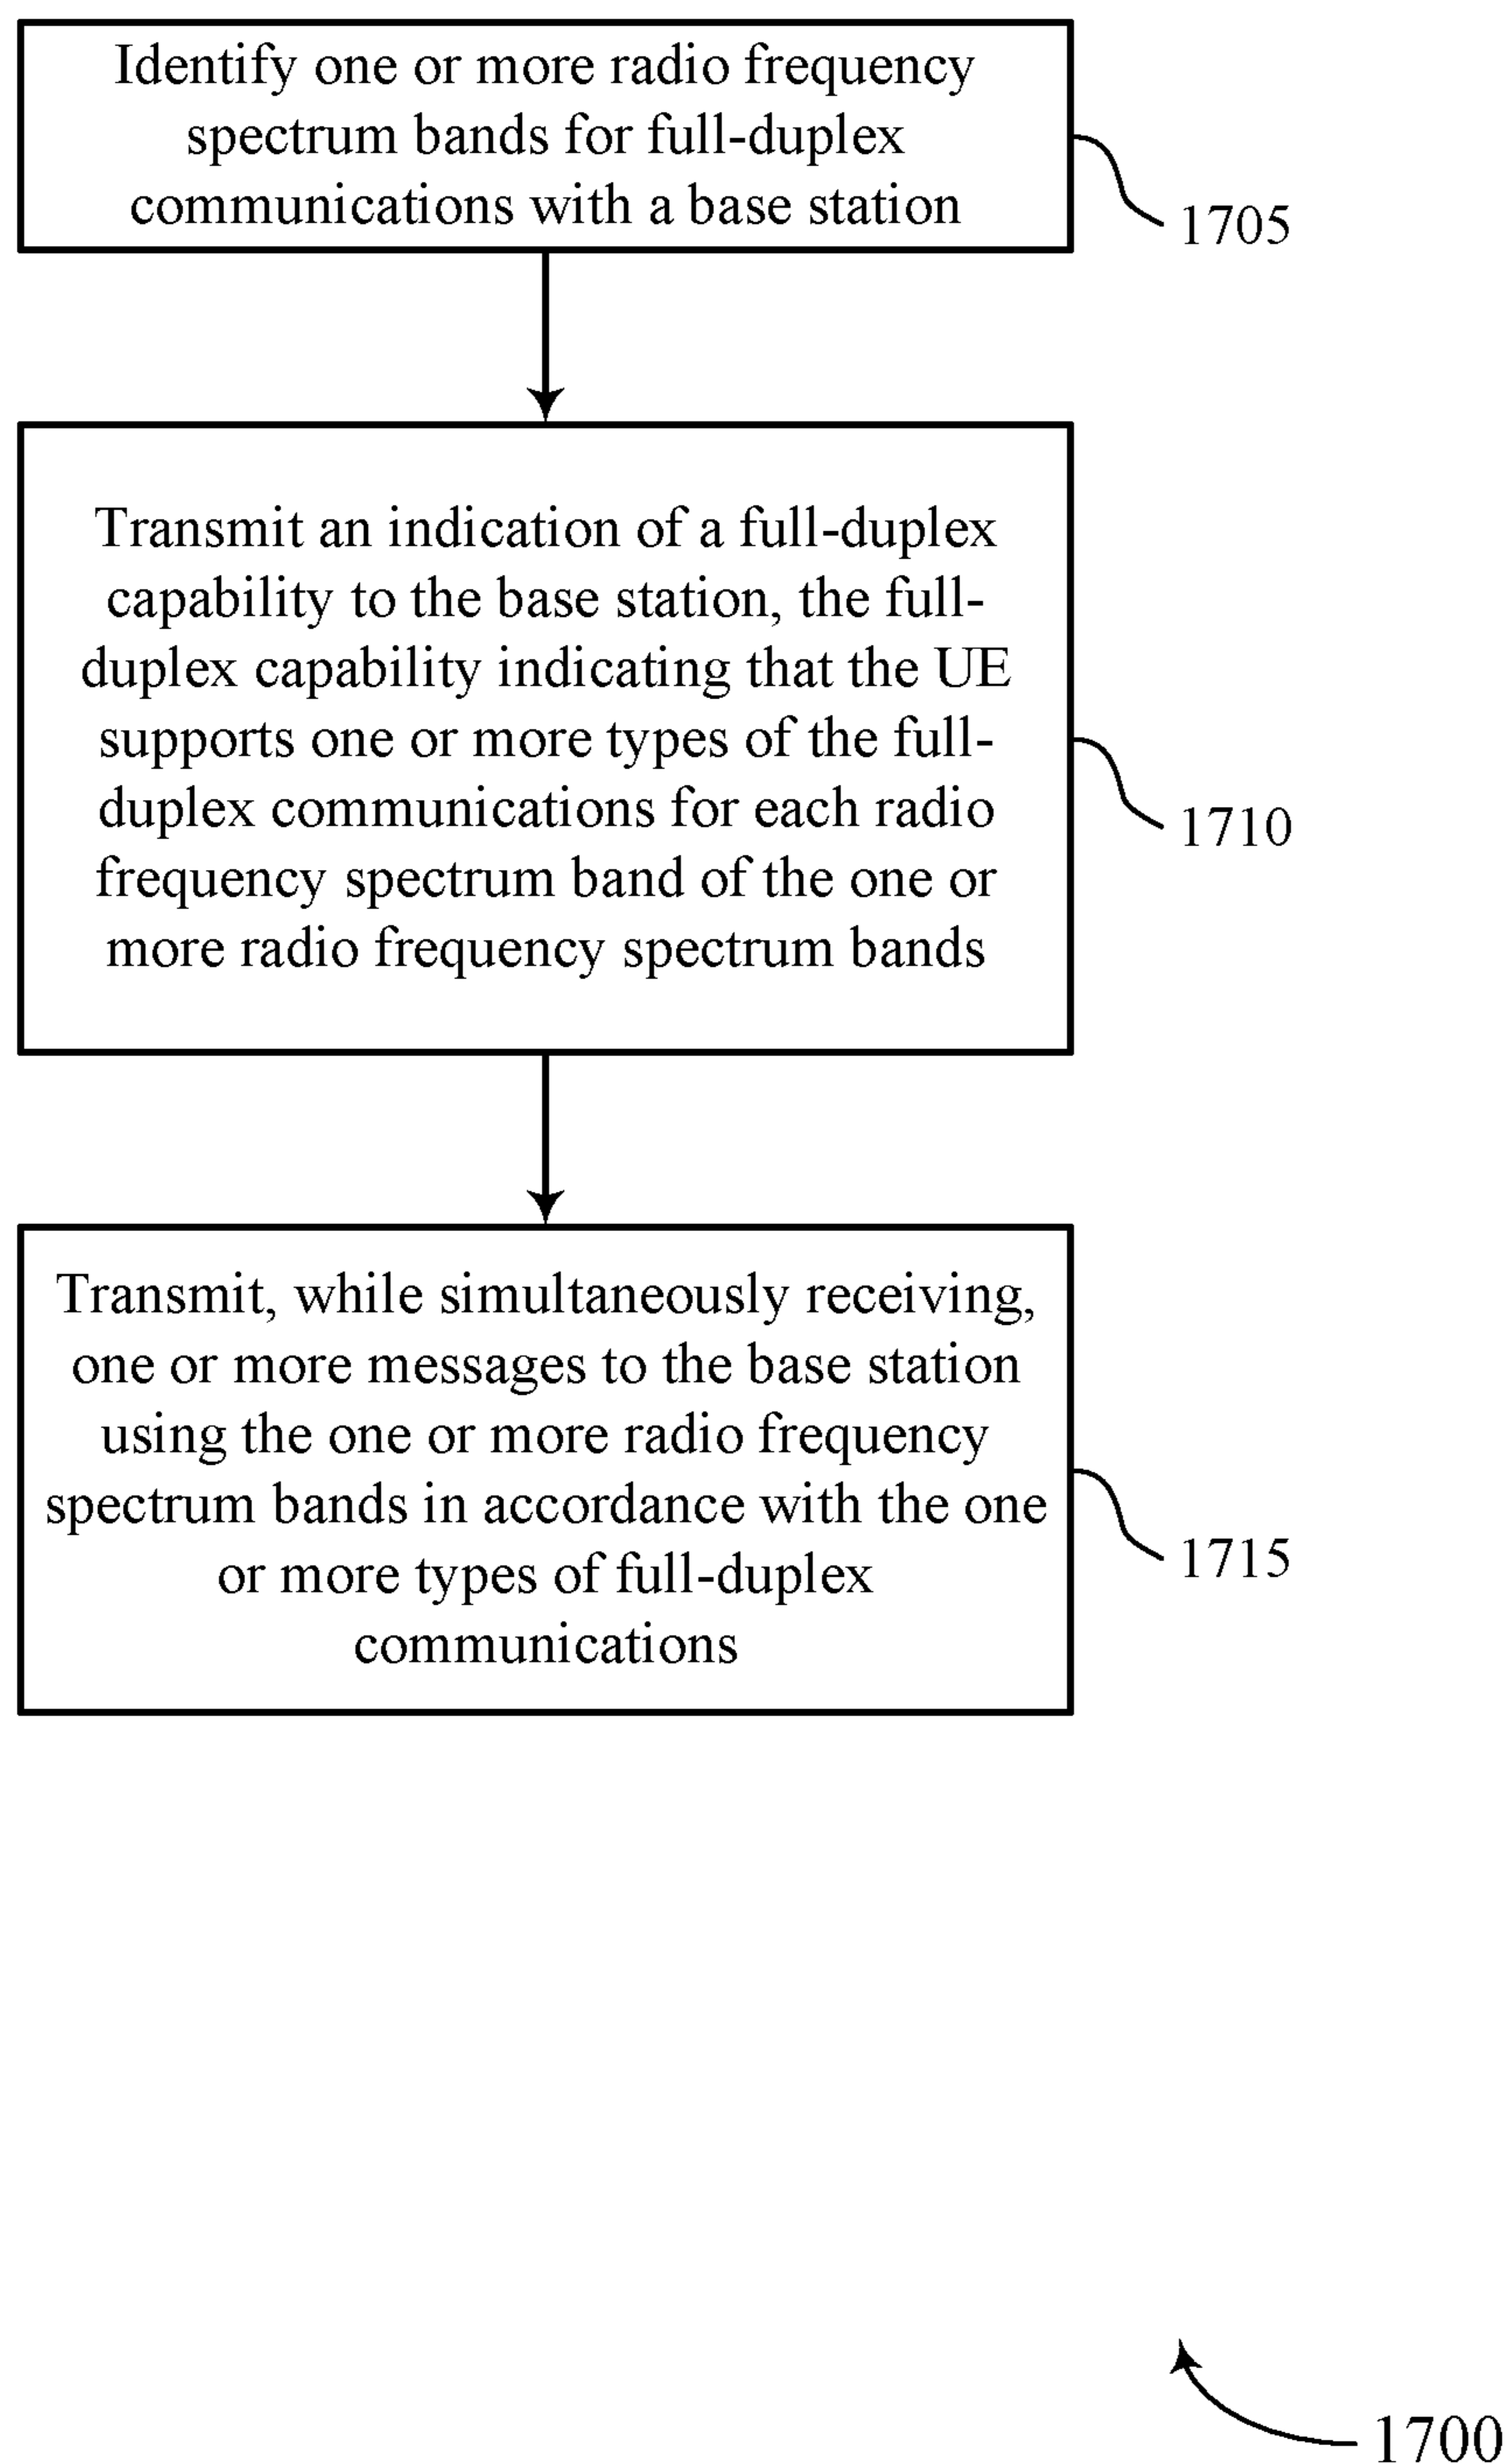 Identify one or more radio frequency
spectrum bands for full-duplex
communications with a base station
1705
Transmit an indication of a full-duplex
capability to the base station, the full-
duplex capability indicating that the UE
supports one or more types of the full-
duplex communications for each radio
frequency spectrum band of the one or
more radio frequency spectrum bands
1710
Transmit, while simultaneously receiving,
one or more messages to the base station
using the one or more radio frequency
spectrum bands in accordance with the one
or more types of full-duplex
communications
1715
1700